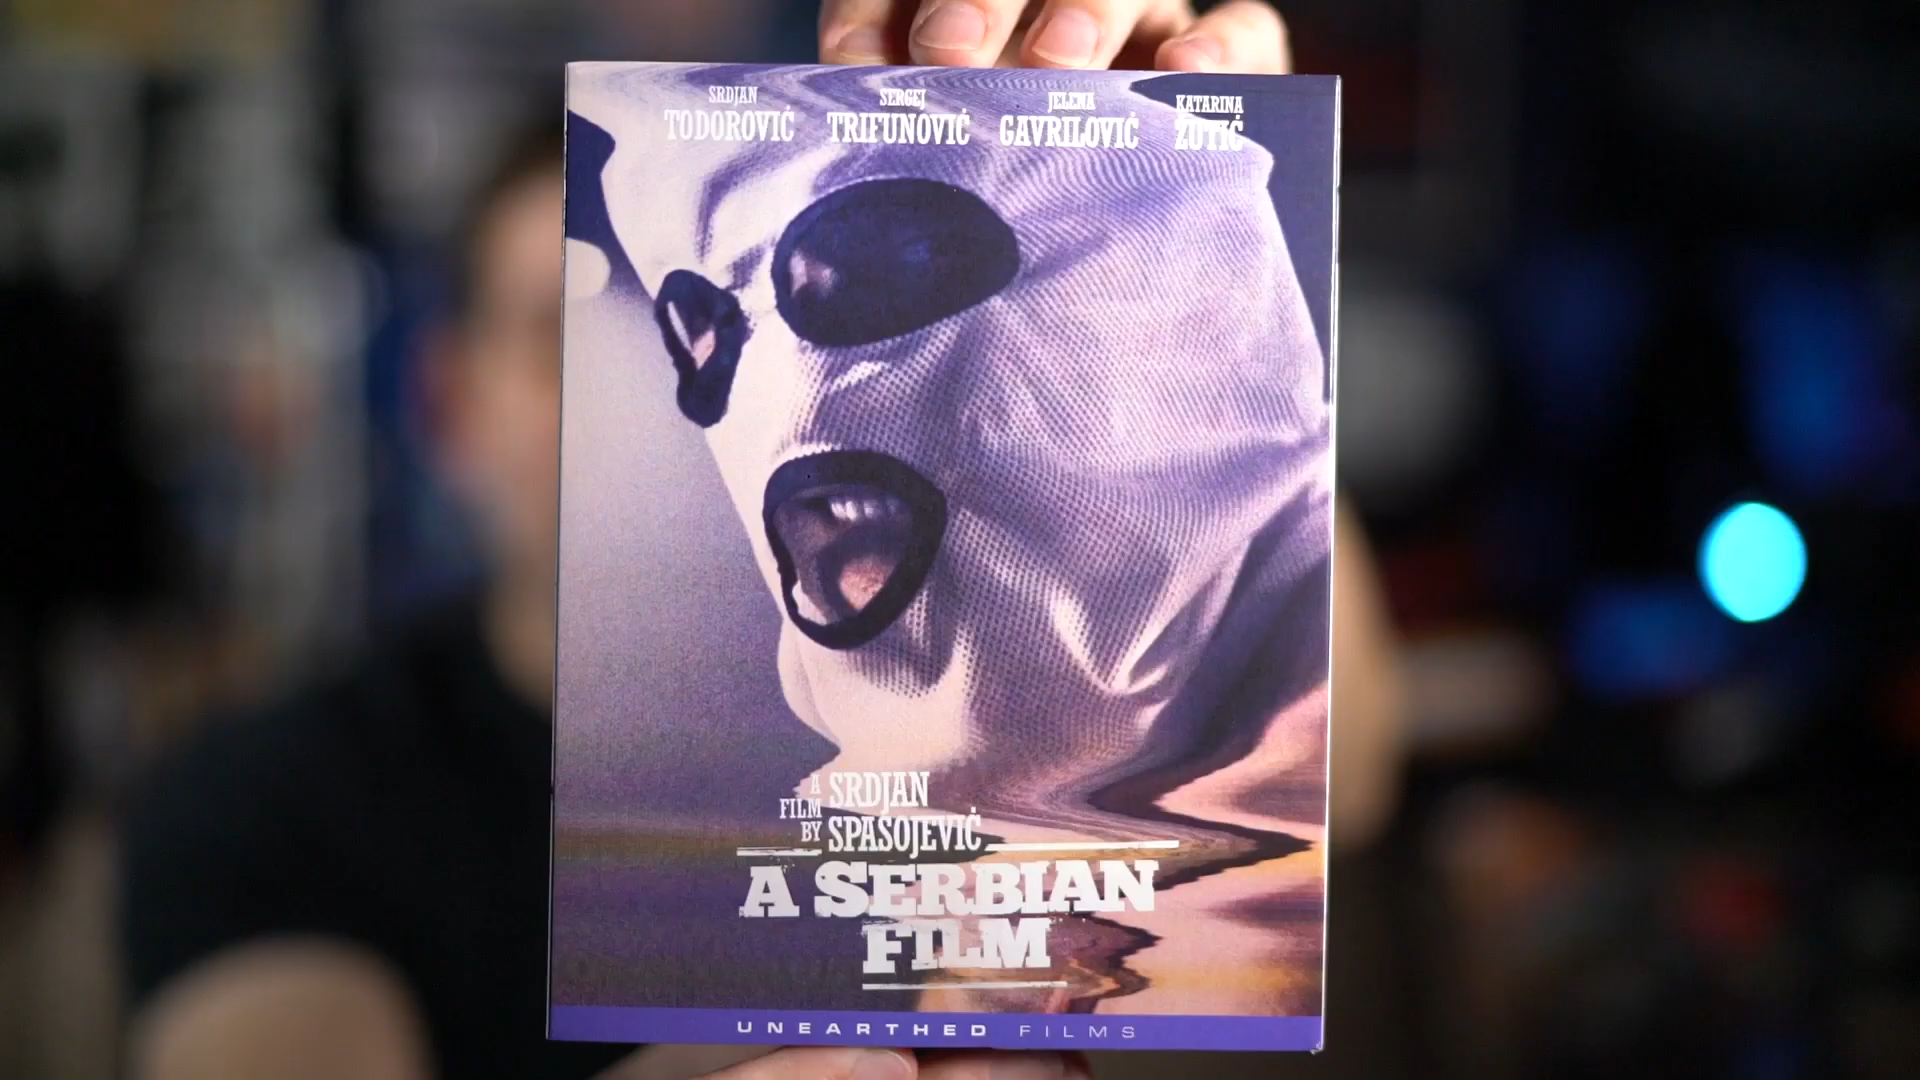 SRDJAN TODOROVIĆ
SERGEJ TRIFUNOVIĆ
JELENA GAVRILOVIĆ
KATARINA ŽUTIĆ
A FILM BY SRDJAN SPASOJEVIĆ
A SERBIAN
FILM
UNEARTHED FILMS